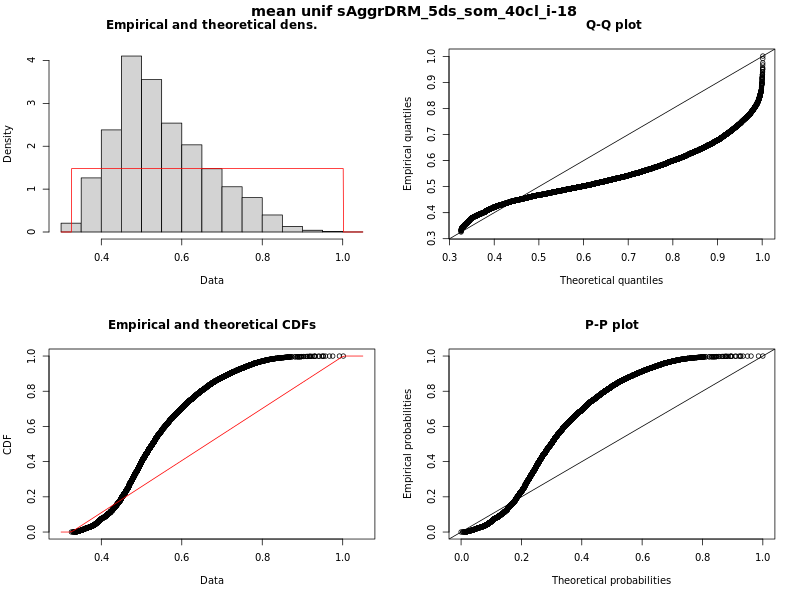 mean unif sAggrDRM_5ds_som_40cl_i-18
Empirical and theoretical dens.
Density
0 1 2 3 4
0.4 0.6 0.8 1.0
Data
Q-Q plot
Empirical quantiles
0.3 0.4 0.5 0.6 0.7 0.8 0.9 1.0
0.3 0.4 0.5 0.6 0.7 0.8 0.9 1.0
Theoretical quantiles
Empirical and theoretical CDFs
CDF
0.0 0.2 0.4 0.6 0.8 1.0
0.4 0.6 0.8 1.0
Data
P-P plot
Empirical probabilities
0.0 0.2 0.4 0.6 0.8 1.0
0.0 0.2 0.4 0.6 0.8 1.0
Theoretical probabilities